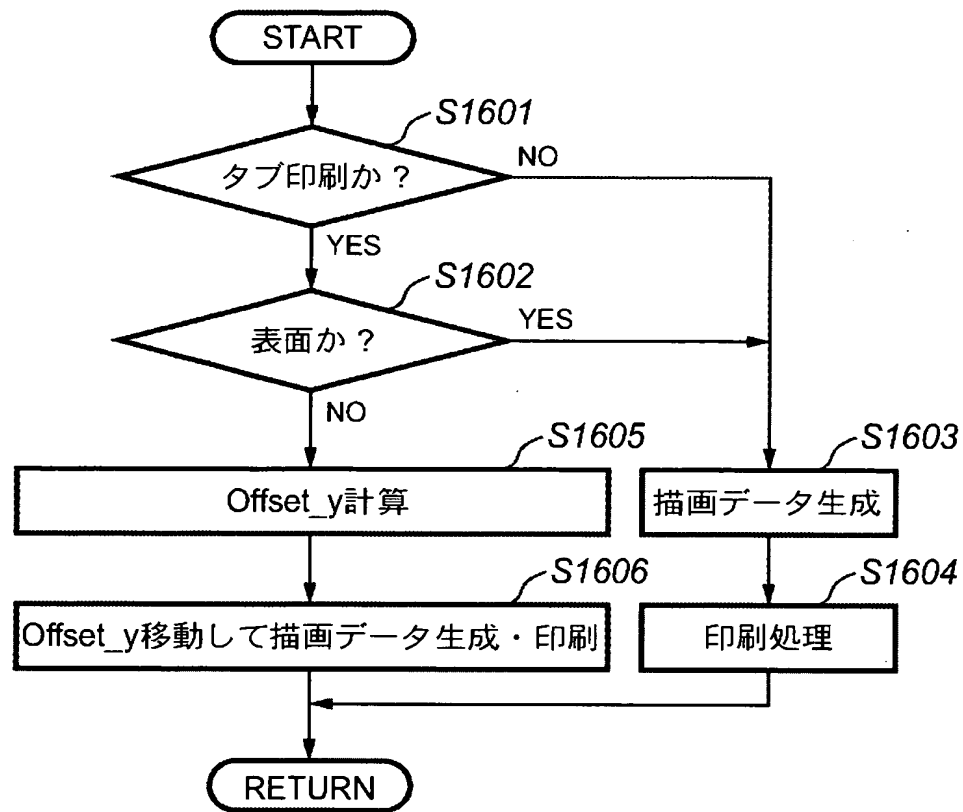 START
S1601
タブ印刷か？
NO
YES
S1602
表面か？
YES
NO
S1605
Offset_y計算
S1603
描画データ生成
S1606
Offset_y移動して描画データ生成・印刷
S1604
印刷処理
RETURN